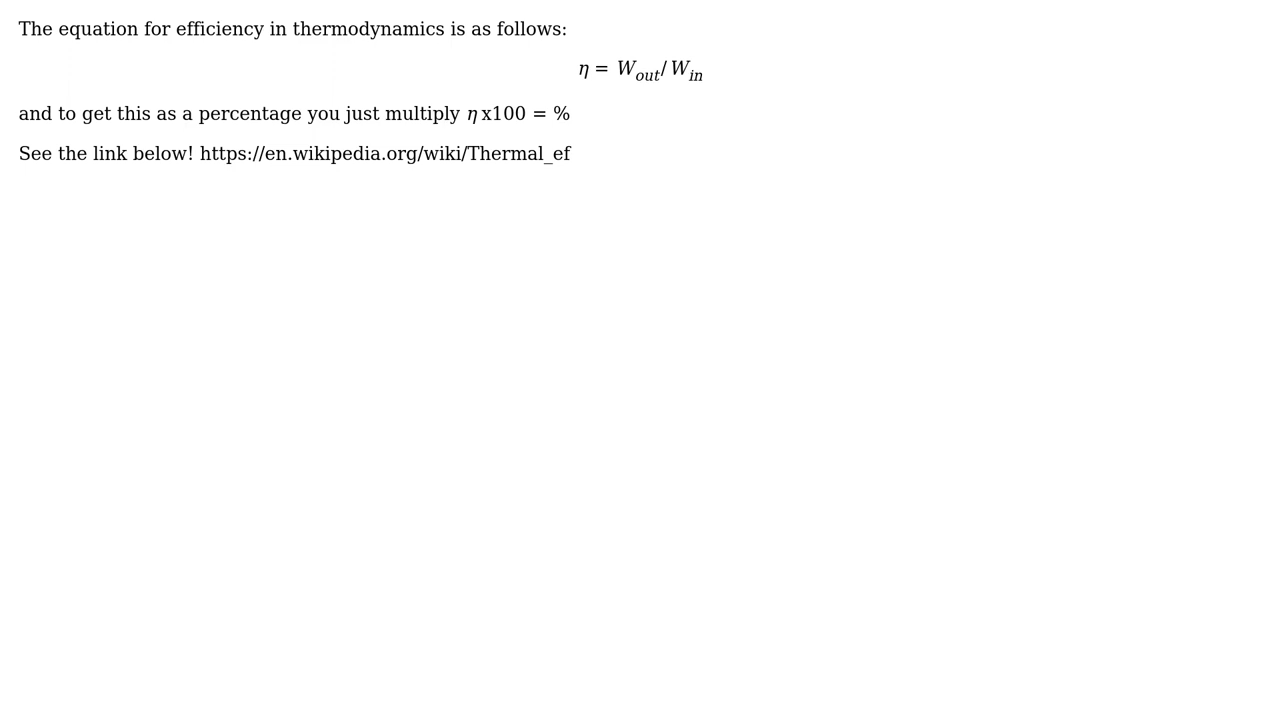 The equation for efficiency in thermodynamics is as follows:
η = W_out/ W_in
and to get this as a percentage you just multiply η x100 = %
See the link below! https://en.wikipedia.org/wiki/Thermal_ef